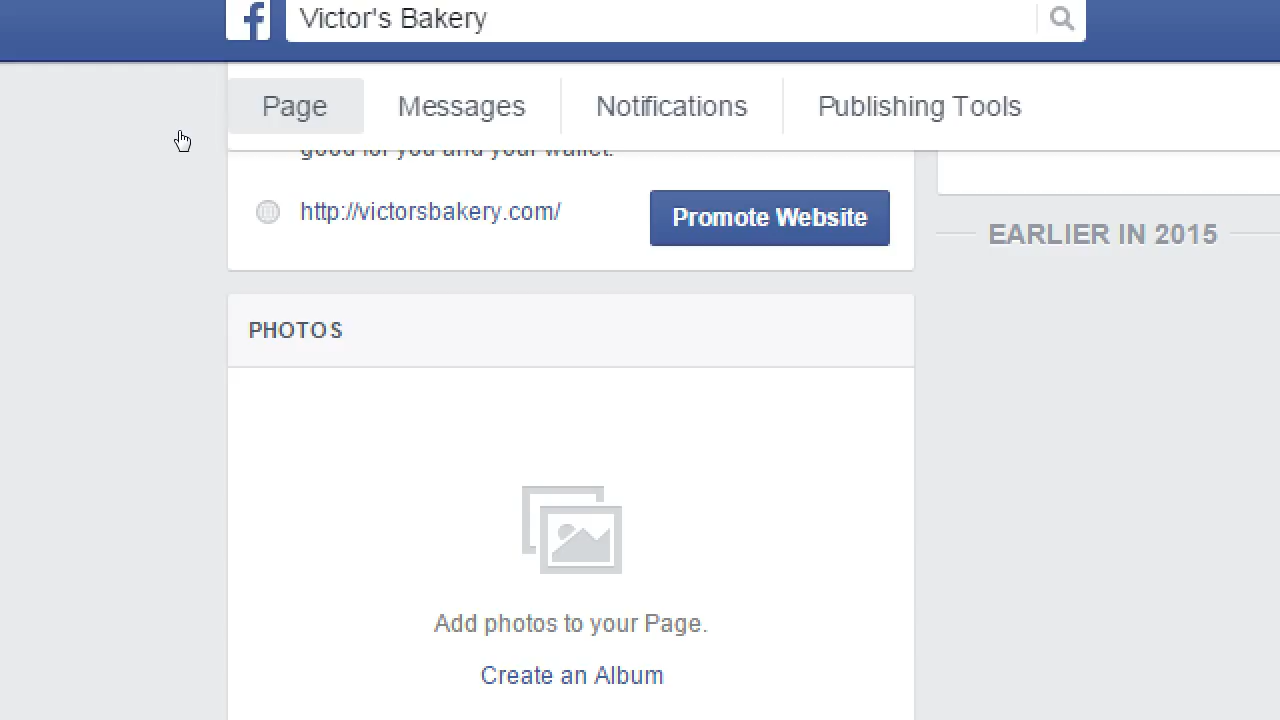 Victor's Bakery
Page Messages Notifications Publishing Tools
good for you and your wallet.
http://victorsbakery.com/ Promote Website
EARLIER IN 2015
PHOTOS
Add photos to your Page.
Create an Album